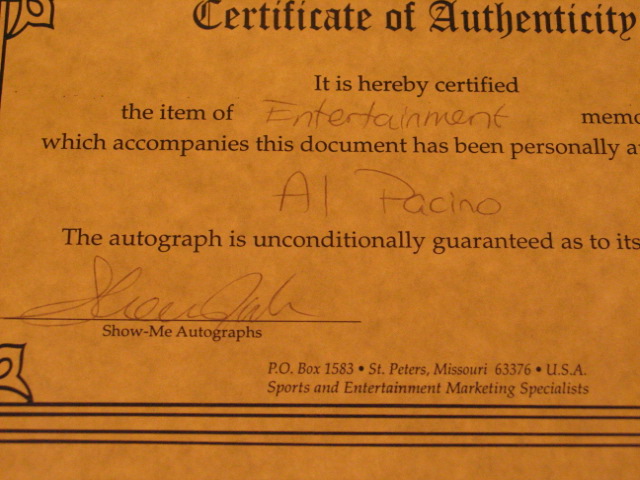 Certificate of Authenticity
It is hereby certified
the item of Entertainment memo
which accompanies this document has been personally a
Al Pacino
The autograph is unconditionally guaranteed as to its
Show-Me Autographs
P.O. Box 1583 • St. Peters, Missouri 63376 • U.S.A.
Sports and Entertainment Marketing Specialists